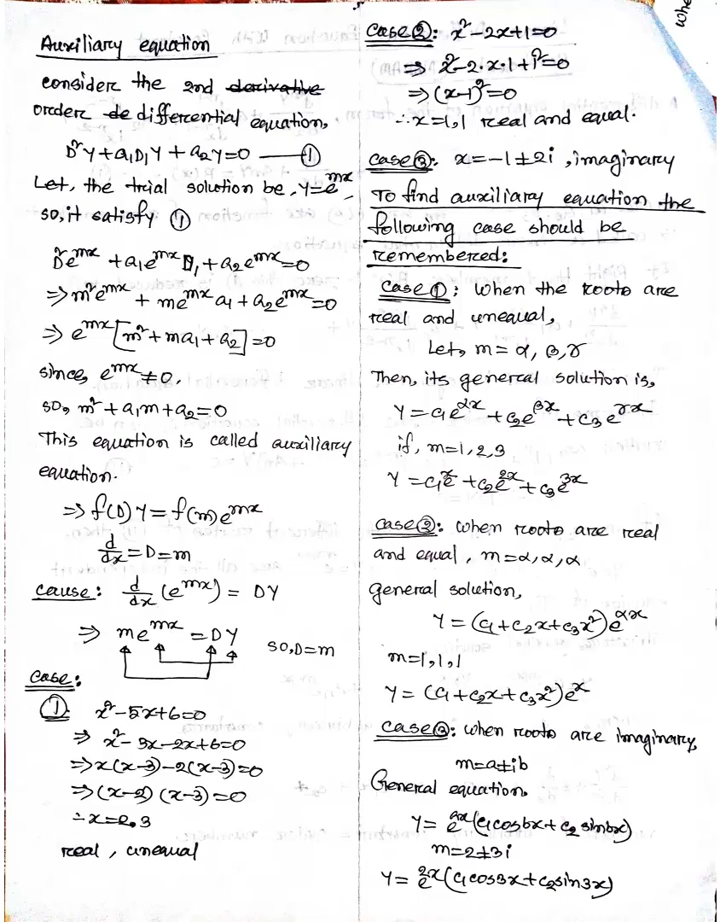 Auxiliary equation
consider the 2nd derivative
order de differential equation,
D²y + a₁D₁y + a₂y = 0 — ①
Let, the trial solution be, y = e^mx
so, it satisfy ①
D²e^mx + a₁e^mx D₁ + a₂e^mx = 0
⇒ m²e^mx + me^mx a₁ + a₂e^mx = 0
⇒ e^mx [m² + ma₁ + a₂] = 0
since, e^mx ≠ 0.
so, m² + a₁m + a₂ = 0
This equation is called auxiliary
equation.
⇒ f(D)y = f(m)e^mx
d/dx = D = m
cause: d/dx (e^mx) = Dy
⇒ me^mx = Dy so, D=m
case:
① x² - 5x + 6 = 0
⇒ x² - 3x - 2x + 6 = 0
⇒ x(x-3) - 2(x-3) = 0
⇒ (x-2) (x-3) = 0
∴ x = 2, 3
real, unequal
Case②: x² - 2x + 1 = 0
⇒ x² - 2·x·1 + 1² = 0
⇒ (x-1)² = 0
∴ x = 1, 1 real and equal.
case③: x = -1 ± 2i, imaginary
To find auxiliary equation the
following case should be
remembered:
Case①: When the roots are
real and unequal,
Let, m = α, β, γ
Then, its general solution is,
y = c₁e^αx + c₂e^βx + c₃e^γx
if, m = 1, 2, 3
y = c₁e^x + c₂e^2x + c₃e^3x
case②: when roots are real
and equal, m = α, α, α
general solution,
y = (c₁ + c₂x + c₃x²)e^αx
m = 1, 1, 1
y = (c₁ + c₂x + c₃x²)e^x
case③: when roots are imaginary,
m = a ± ib
General equation.
y = e^ax (c₁cosbx + c₂ sinbx)
m = 2 ± 3i
y = e^2x (c₁cos3x + c₂sin3x)